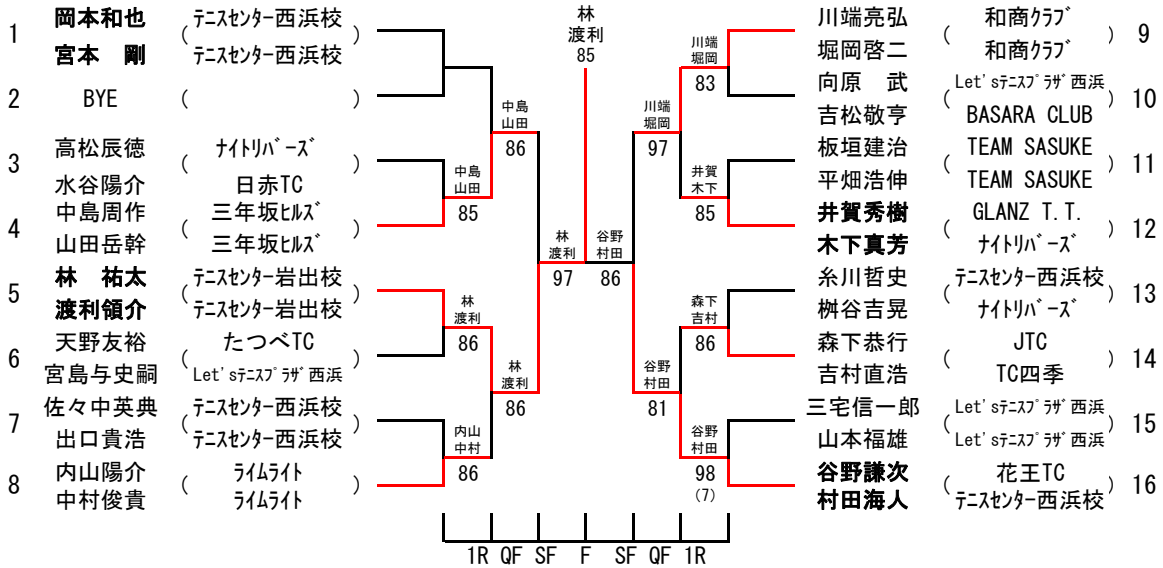 1
岡本和也 (テニスセンター西浜校)
宮本 剛 テニスセンター西浜校
2 BYE ( )
3
高松辰徳 (ナイトリバーズ)
水谷陽介 日赤TC
4
中島周作 (三年坂ヒルズ)
山田岳幹 三年坂ヒルズ
5
林 祐太 (テニスセンター岩出校)
渡利領介 テニスセンター岩出校
6
天野友裕 (たつべTC)
宮島与史嗣 Let'sテニスプラザ西浜
7
佐々中英典 (テニスセンター西浜校)
出口貴浩 テニスセンター西浜校
8
内山陽介 (ライムライト)
中村俊貴 ライムライト
中島
山田
85
林
渡利
86
内山
中村
86
中島
山田
86
林
渡利
86
林
渡利
97
林
渡利
85
谷野
村田
86
川端
堀岡
97
谷野
村田
81
川端
堀岡
83
井賀
木下
85
森下
吉村
86
谷野
村田
98
(7)
川端亮弘 (和商クラブ) 9
堀岡啓二 和商クラブ
向原 武 (Let'sテニスプラザ西浜) 10
吉松敬亨 BASARA CLUB
板垣建治 (TEAM SASUKE) 11
平畑浩伸 TEAM SASUKE
井賀秀樹 (GLANZ T.T.) 12
木下真芳 ナイトリバーズ
糸川哲史 (テニスセンター西浜校) 13
桝谷吉晃 ナイトリバーズ
森下恭行 (JTC) 14
吉村直浩 TC四季
三宅信一郎 (Let'sテニスプラザ西浜) 15
山本福雄 Let'sテニスプラザ西浜
谷野謙次 (花王TC) 16
村田海人 テニスセンター西浜校
1R QF SF F SF QF 1R